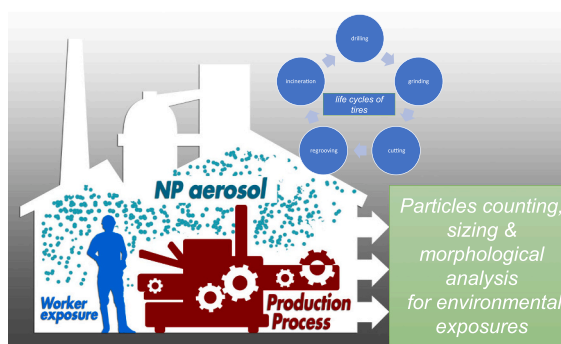 drilling
incineration
grinding
life cycles of
tires
regrooving
cutting
NP aerosol
Worker
exposure
Production
Process
Particles counting,
sizing &
morphological
analysis
for environmental
exposures